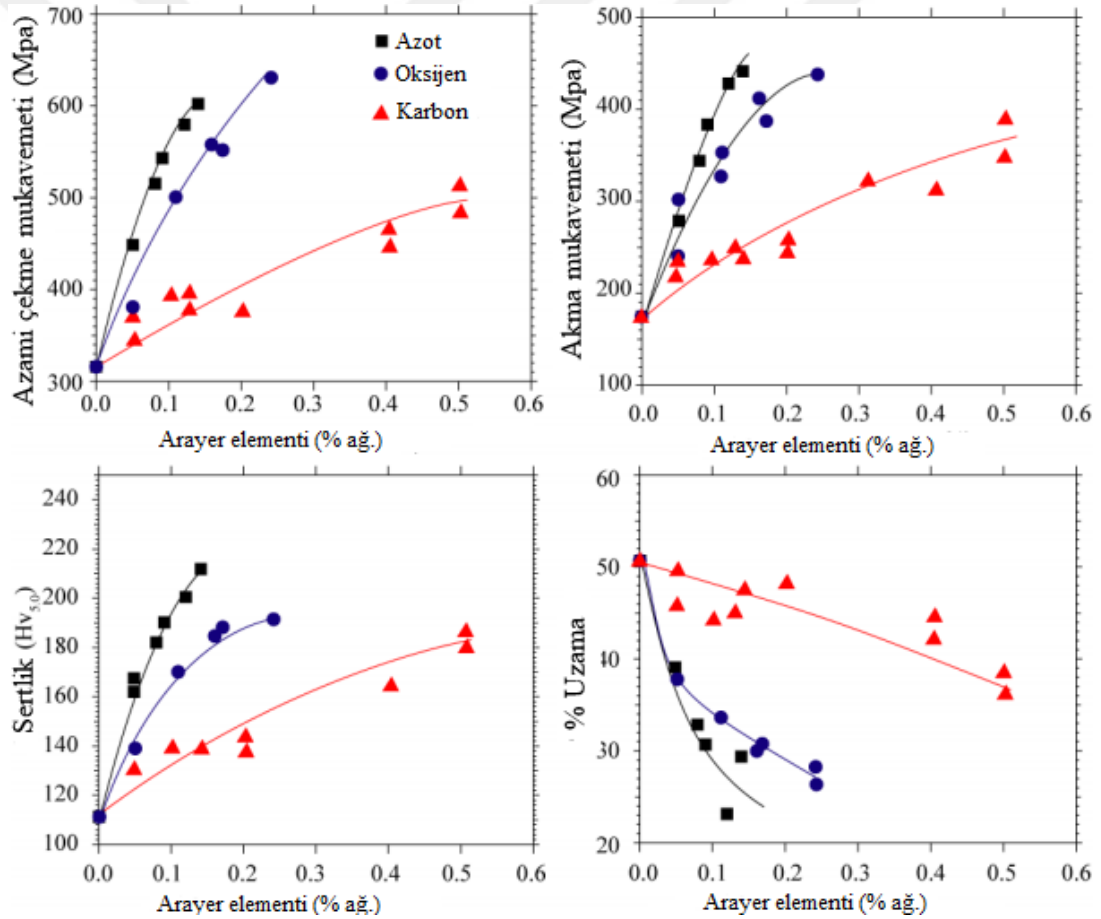 Azami çekme mukavemeti (Mpa)
700
600
500
400
300
Azot
Oksijen
Karbon
0.0 0.1 0.2 0.3 0.4 0.5 0.6
Arayer elementi (% ağ.)
Akma mukavemeti (Mpa)
500
400
300
200
100
0.0 0.1 0.2 0.3 0.4 0.5 0.6
Arayer elementi (% ağ.)
Sertlik (Hv5.0)
240
220
200
180
160
140
120
100
0.0 0.1 0.2 0.3 0.4 0.5 0.6
Arayer elementi (% ağ.)
% Uzama
60
50
40
30
20
0.0 0.1 0.2 0.3 0.4 0.5 0.6
Arayer elementi (% ağ.)